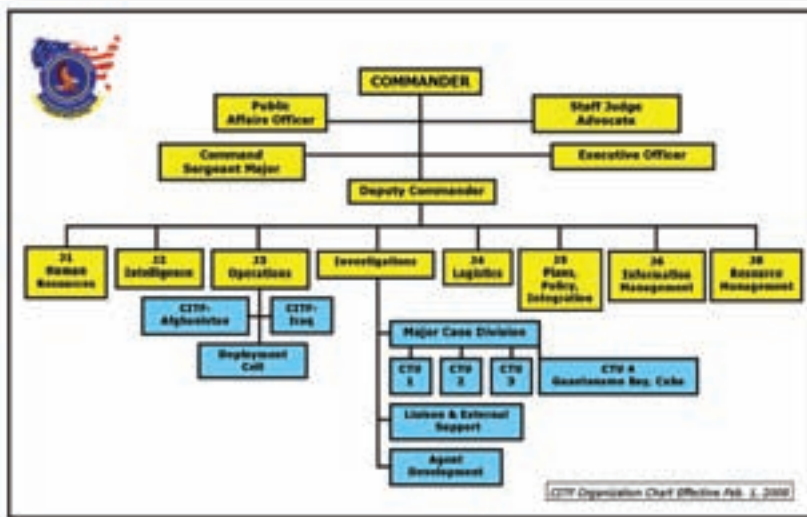 COMMANDER
Public
Affairs Officer
Staff Judge
Advocate
Command
Sergeant Major
Executive Officer
Deputy Commander
J1
Human
Resources
J2
Intelligence
J3
Operations
Investigations
J4
Logistics
J5
Plans,
Policy,
Integration
J6
Information
Management
J8
Resource
Management
CITF-
Afghanistan
CITF-
Iraq
Deployment
Cell
Major Case Division
CTU
1
CTU
2
CTU
3
CTU 4
Guantanamo Bay, Cuba
Liaison & External
Support
Agent
Development
CITF Organization Chart Effective Feb. 1,